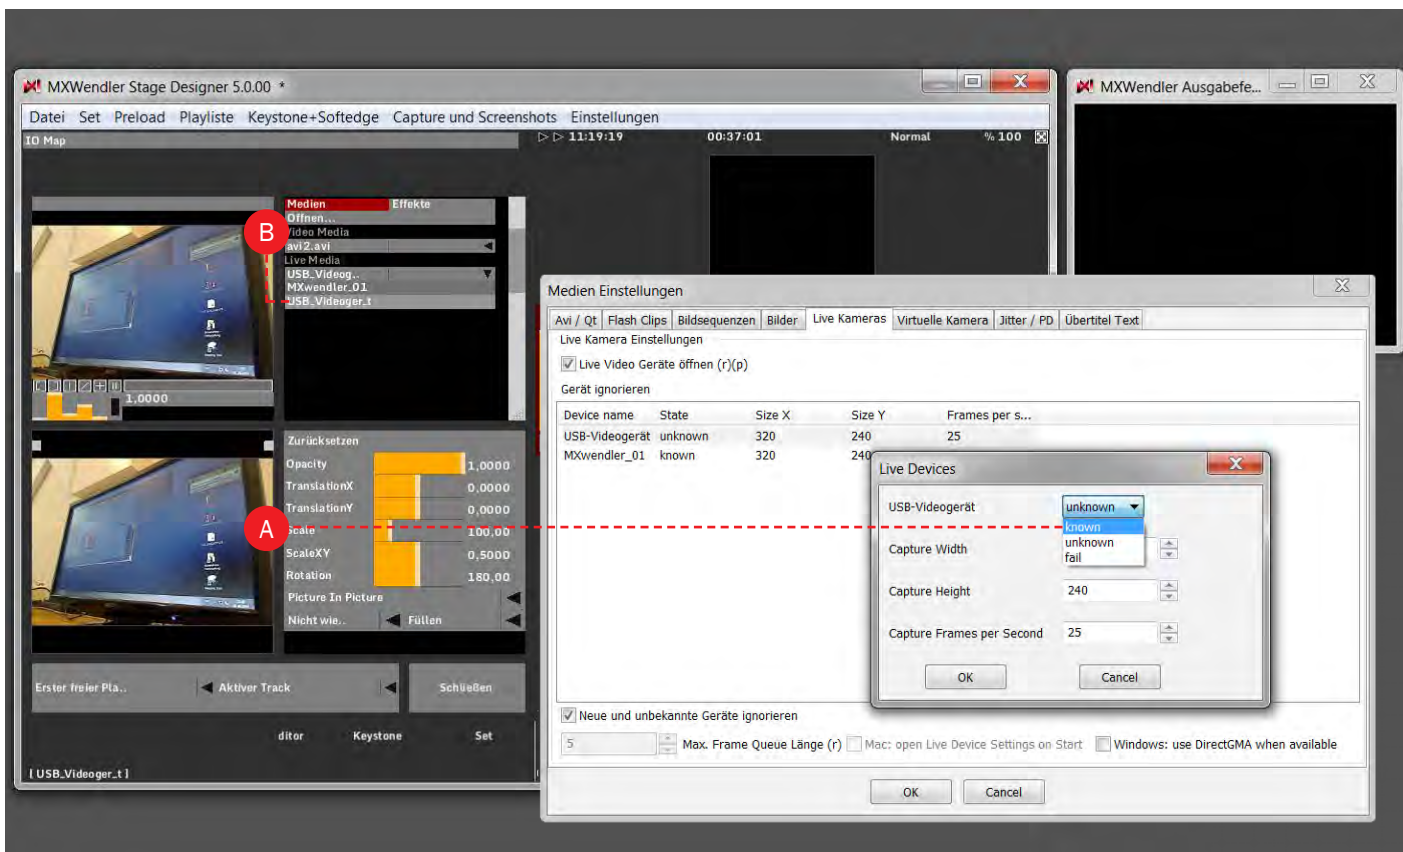 MXWendler Stage Designer 5.0.00 *
Datei Set Preload Playliste Keystone+Softedge Capture und Screenshots Einstellungen
IO Map
11:19:19 00:37:01 Normal % 100
Medien Effekte
Öffnen...
Video Media
avi2.avi
Live Media
USB_Videog..
MXwendler_01
USB_Videoger_t
B
1,0000
Zurücksetzen
Opacity 1,0000
TranslationX 0,0000
TranslationY 0,0000
A
Scale 100,00
ScaleXY 0,5000
Rotation 180,00
Picture In Picture
Nicht wie.. Füllen
Erster freier Pla.. Aktiver Track Schließen
ditor Keystone Set
[ USB_Videoger_t ]
MXWendler Ausgabefe...
Medien Einstellungen
Avi / Qt Flash Clips Bildsequenzen Bilder Live Kameras Virtuelle Kamera Jitter / PD Übertitel Text
Live Kamera Einstellungen
Live Video Geräte öffnen (r)(p)
Gerät ignorieren
Device name State Size X Size Y Frames per s...
USB-Videogerät unknown 320 240 25
MXwendler_01 known 320 240
Live Devices
USB-Videogerät unknown
known
unknown
fail
Capture Width
Capture Height 240
Capture Frames per Second 25
OK Cancel
Neue und unbekannte Geräte ignorieren
5 Max. Frame Queue Länge (r) Mac: open Live Device Settings on Start Windows: use DirectGMA when available
OK Cancel